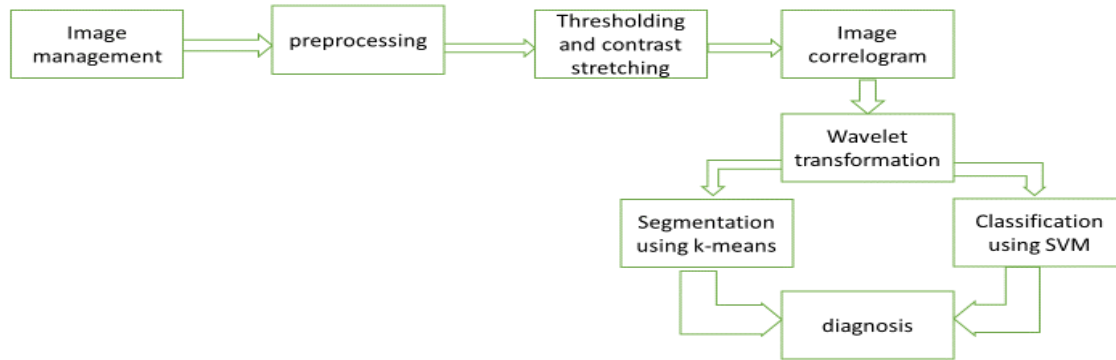 Image
management
preprocessing
Thresholding
and contrast
stretching
Image
correlogram
Wavelet
transformation
Segmentation
using k-means
Classification
using SVM
diagnosis